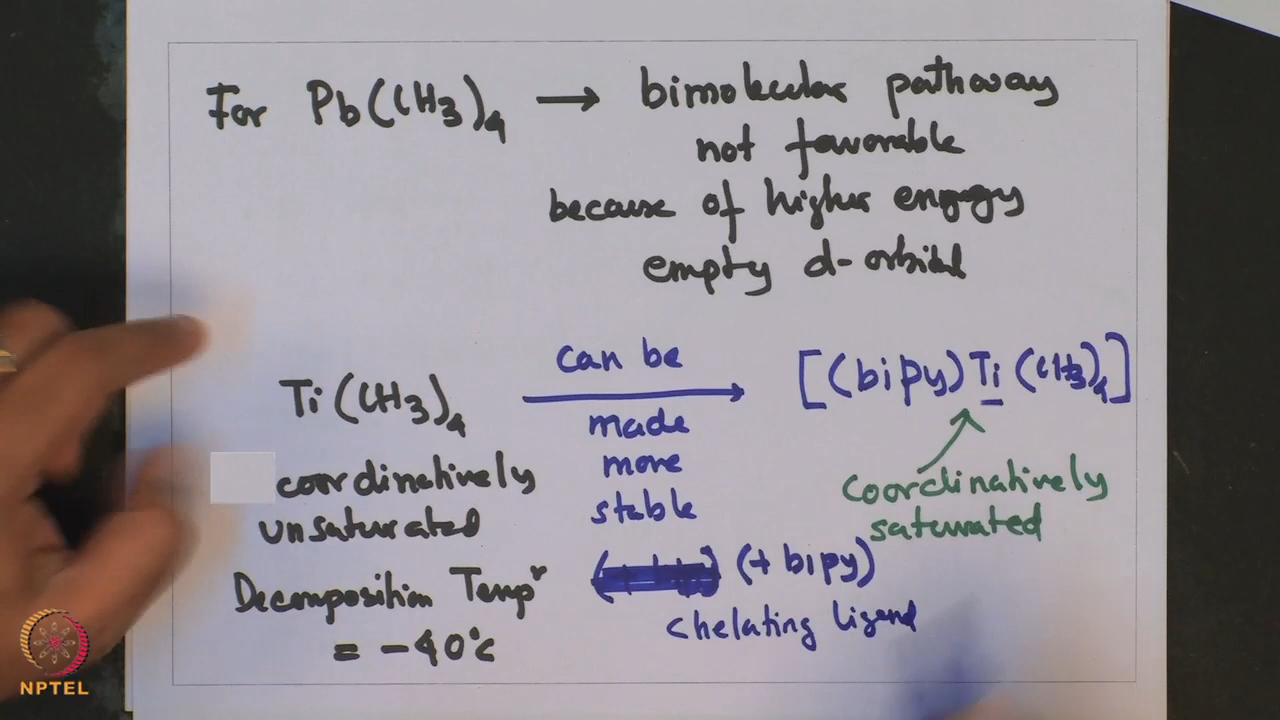 For Pb(CH3)4 → bimolecular pathway
not favorable
because of higher energy
empty d-orbital
Ti(CH3)4
can be
made
more
stable
[(bipy)Ti(CH3)4]
coordinatively
unsaturated
coordinatively
saturated
Decomposition Tempr
= -40°C
(+ bipy)
chelating ligand
NPTEL